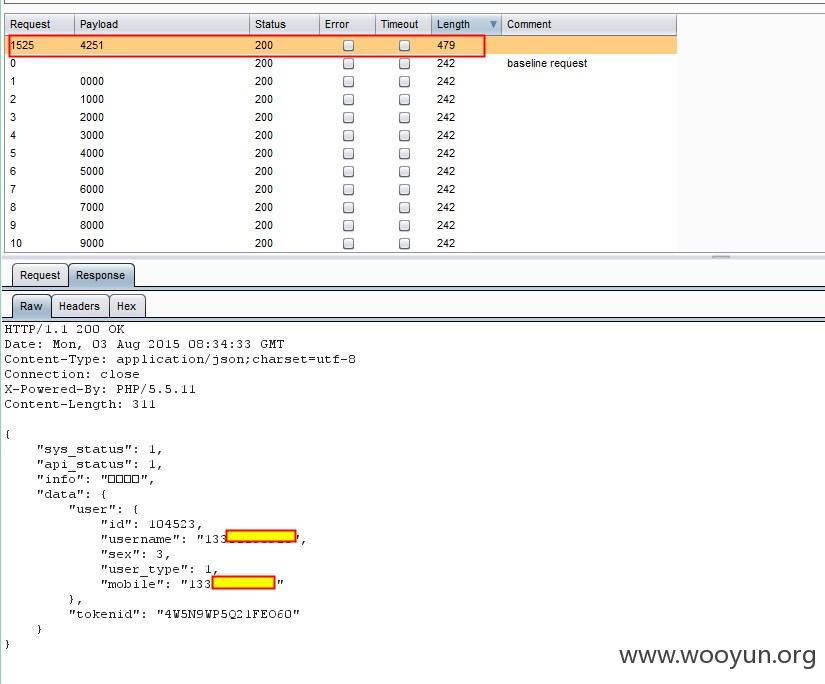 Request Payload Status Error Timeout Length Comment
1525 4251 200 479
0 200 242 baseline request
1 0000 200 242
2 1000 200 242
3 2000 200 242
4 3000 200 242
5 4000 200 242
6 5000 200 242
7 6000 200 242
8 7000 200 242
9 8000 200 242
10 9000 200 242
Request Response
Raw Headers Hex
HTTP/1.1 200 OK
Date: Mon, 03 Aug 2015 08:34:33 GMT
Content-Type: application/json;charset=utf-8
Connection: close
X-Powered-By: PHP/5.5.11
Content-Length: 311
{
"sys_status": 1,
"api_status": 1,
"info": "□□□□",
"data": {
"user": {
"id": 104523,
"username": "133",
"sex": 3,
"user_type": 1,
"mobile": "133"
},
"tokenid": "4W5N9WP5Q21FEO60"
}
}
www.wooyun.org